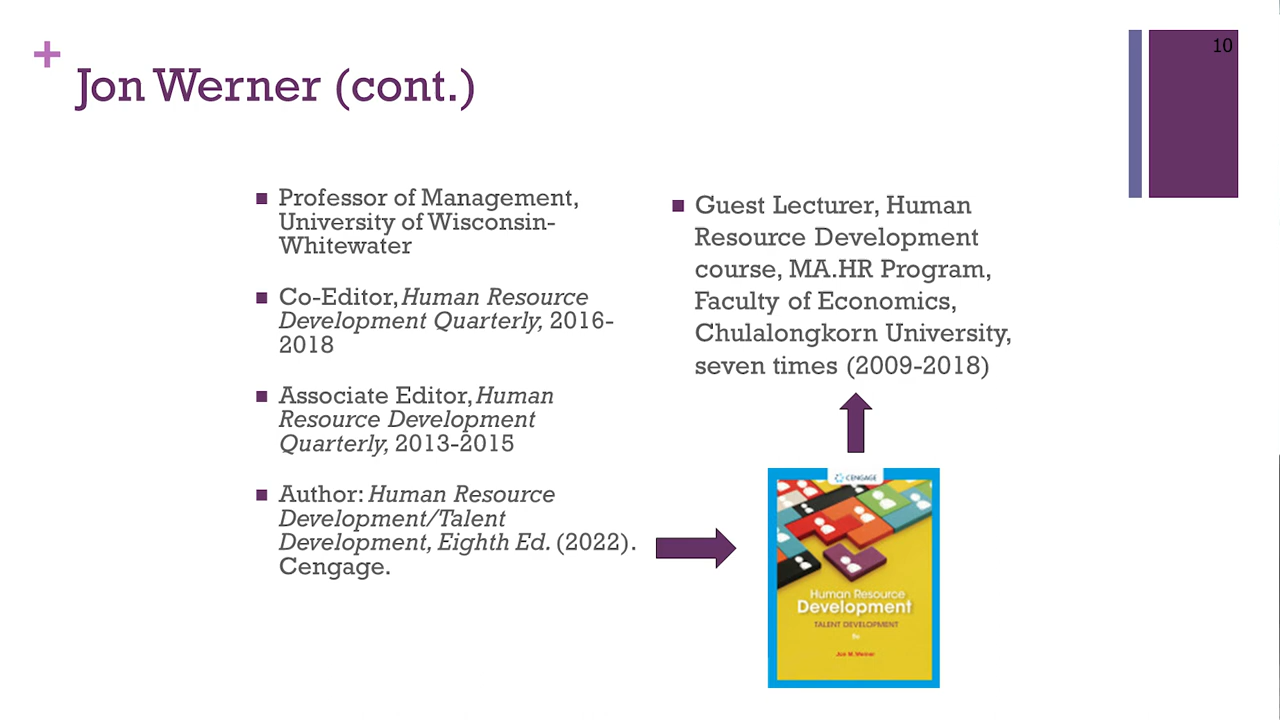 +
Jon Werner (cont.)
10
■ Professor of Management,
University of Wisconsin-
Whitewater
■ Co-Editor, Human Resource
Development Quarterly, 2016-
2018
■ Associate Editor, Human
Resource Development
Quarterly, 2013-2015
■ Author: Human Resource
Development/Talent
Development, Eighth Ed. (2022).
Cengage.
■ Guest Lecturer, Human
Resource Development
course, MA.HR Program,
Faculty of Economics,
Chulalongkorn University,
seven times (2009-2018)
CENGAGE
Human Resource
Development
TALENT DEVELOPMENT
Jon M. Werner